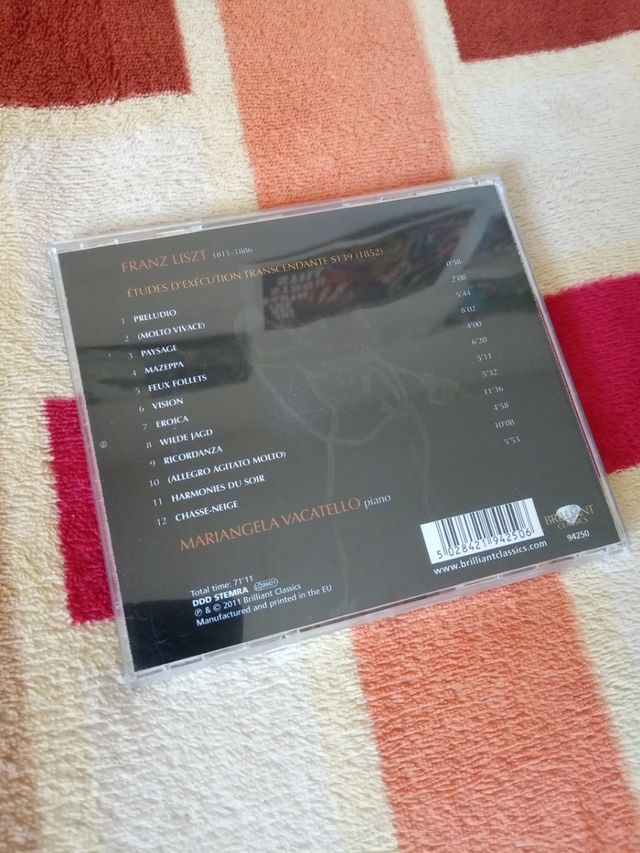 FRANZ LISZT 1811–1886
ÉTUDES D'EXÉCUTION TRANSCENDANTE S139 (1852)
1 PRELUDIO 0'58
2 (MOLTO VIVACE) 2'08
3 PAYSAGE 5'44
4 MAZEPPA 8'02
5 FEUX FOLLETS 4'00
6 VISION 6'20
7 EROICA 5'11
8 WILDE JAGD 5'32
9 RICORDANZA 11'36
10 (ALLEGRO AGITATO MOLTO) 4'58
11 HARMONIES DU SOIR 10'08
12 CHASSE-NEIGE 5'53
MARIANGELA VACATELLO piano
5 028421 942506
www.brilliantclassics.com
BRILLIANT
CLASSICS
94250
Total time: 71'11
DDD STEMRA
℗ & © 2011 Brilliant Classics
Manufactured and printed in the EU